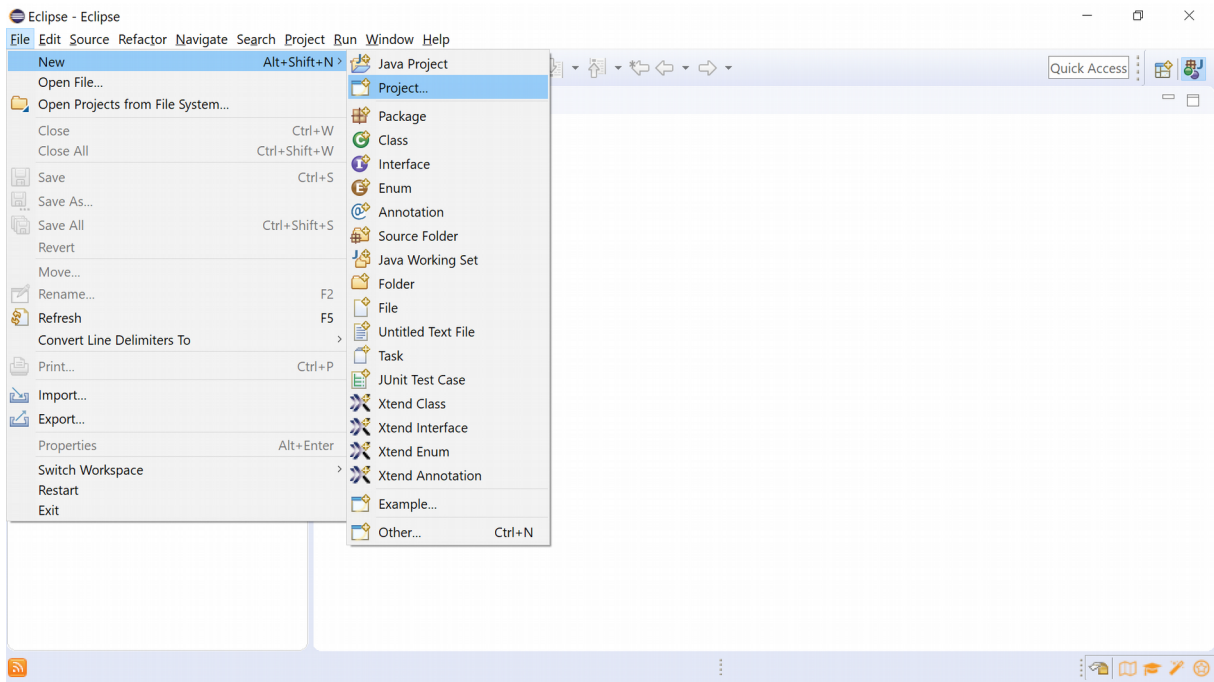 Eclipse - Eclipse
File Edit Source Refactor Navigate Search Project Run Window Help
New Alt+Shift+N
Open File...
Open Projects from File System...
Close Ctrl+W
Close All Ctrl+Shift+W
Save Ctrl+S
Save As...
Save All Ctrl+Shift+S
Revert
Move...
Rename... F2
Refresh F5
Convert Line Delimiters To
Print... Ctrl+P
Import...
Export...
Properties Alt+Enter
Switch Workspace
Restart
Exit
Java Project
Project...
Package
Class
Interface
Enum
Annotation
Source Folder
Java Working Set
Folder
File
Untitled Text File
Task
JUnit Test Case
Xtend Class
Xtend Interface
Xtend Enum
Xtend Annotation
Example...
Other... Ctrl+N
Quick Access